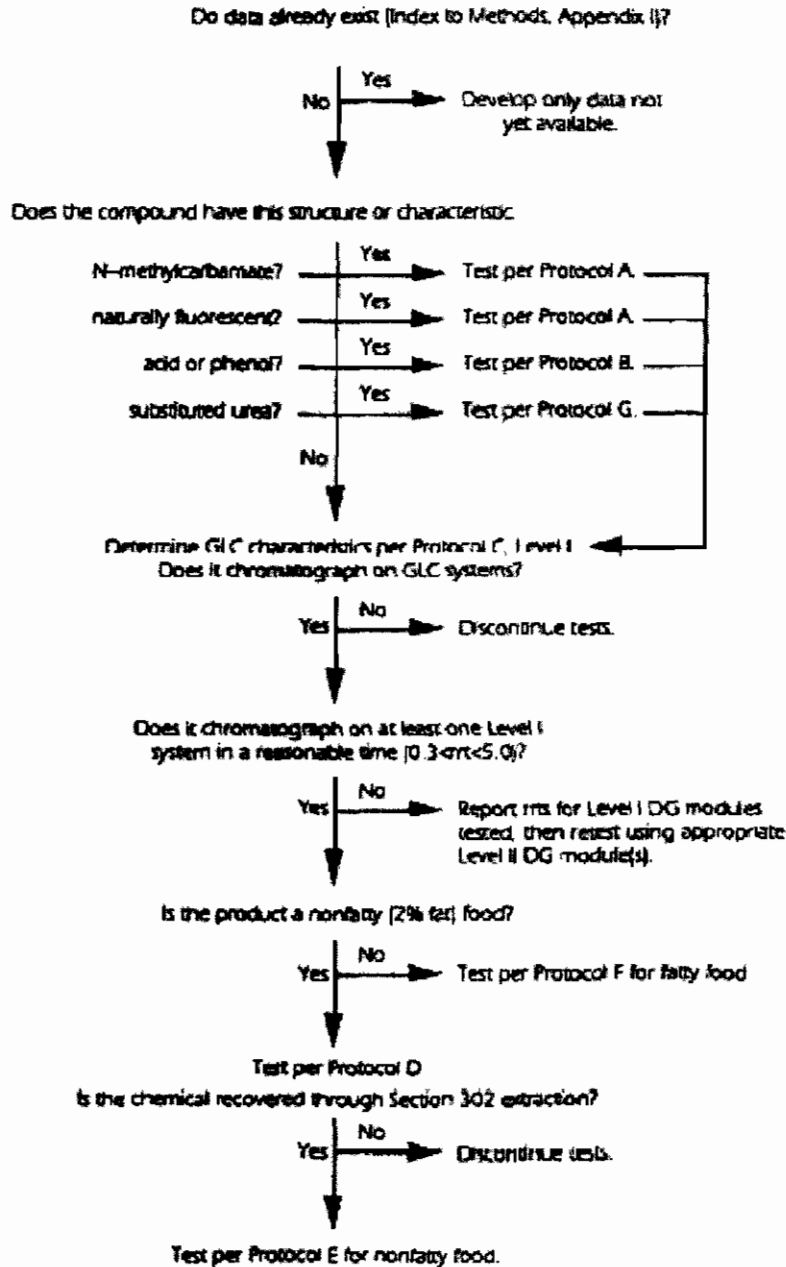 Do data already exist (Index to Methods, Appendix I)?
Yes
No
Develop only data not
yet available.
Does the compound have this structure or characteristic
Yes
N-methylcarbamate?
Test per Protocol A.
Yes
naturally fluorescent?
Test per Protocol A.
Yes
acid or phenol?
Test per Protocol B.
Yes
substituted urea?
Test per Protocol G.
No
Determine GLC characteristics per Protocol C, Level I
Does it chromatograph on GLC systems?
No
Yes
Discontinue tests.
Does it chromatograph on at least one Level I
system in a reasonable time (0.3<rrt<5.0)?
No
Yes
Report rrts for Level I DG modules
tested, then retest using appropriate
Level II DG module(s).
Is the product a nonfatty (2% fat) food?
No
Yes
Test per Protocol F for fatty food
Test per Protocol D
Is the chemical recovered through Section 302 extraction?
No
Yes
Discontinue tests.
Test per Protocol E for nonfatty food.